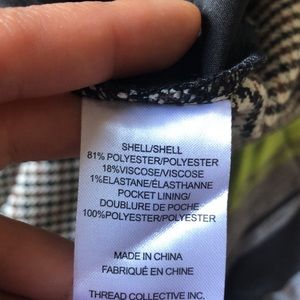 SHELL/SHELL
81% POLYESTER/POLYESTER
18%VISCOSE/VISCOSE
1%ELASTANE/ÉLASTHANNE
POCKET LINING/
DOUBLURE DE POCHE
100%POLYESTER/POLYESTER
MADE IN CHINA
FABRIQUÉ EN CHINE
THREAD COLLECTIVE INC.